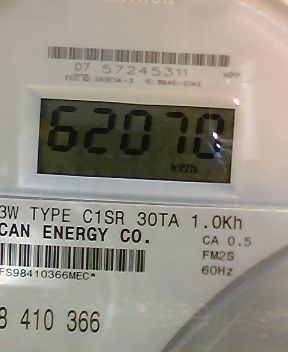 07 57245311
62070
kWh
3W TYPE C1SR 30TA 1.0Kh
CAN ENERGY CO.
CA 0.5
FM2S
60Hz
FS98410366MEC*
8 410 366